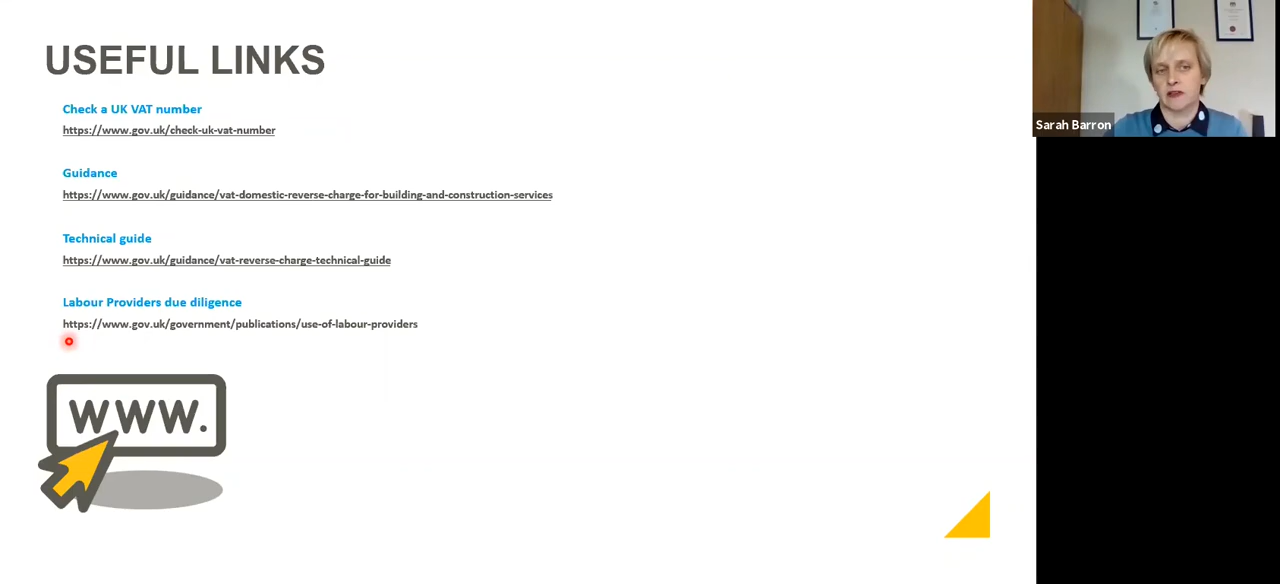 USEFUL LINKS
Check a UK VAT number
https://www.gov.uk/check-uk-vat-number
Guidance
https://www.gov.uk/guidance/vat-domestic-reverse-charge-for-building-and-construction-services
Technical guide
https://www.gov.uk/guidance/vat-reverse-charge-technical-guide
Labour Providers due diligence
https://www.gov.uk/government/publications/use-of-labour-providers
www.
Sarah Barron